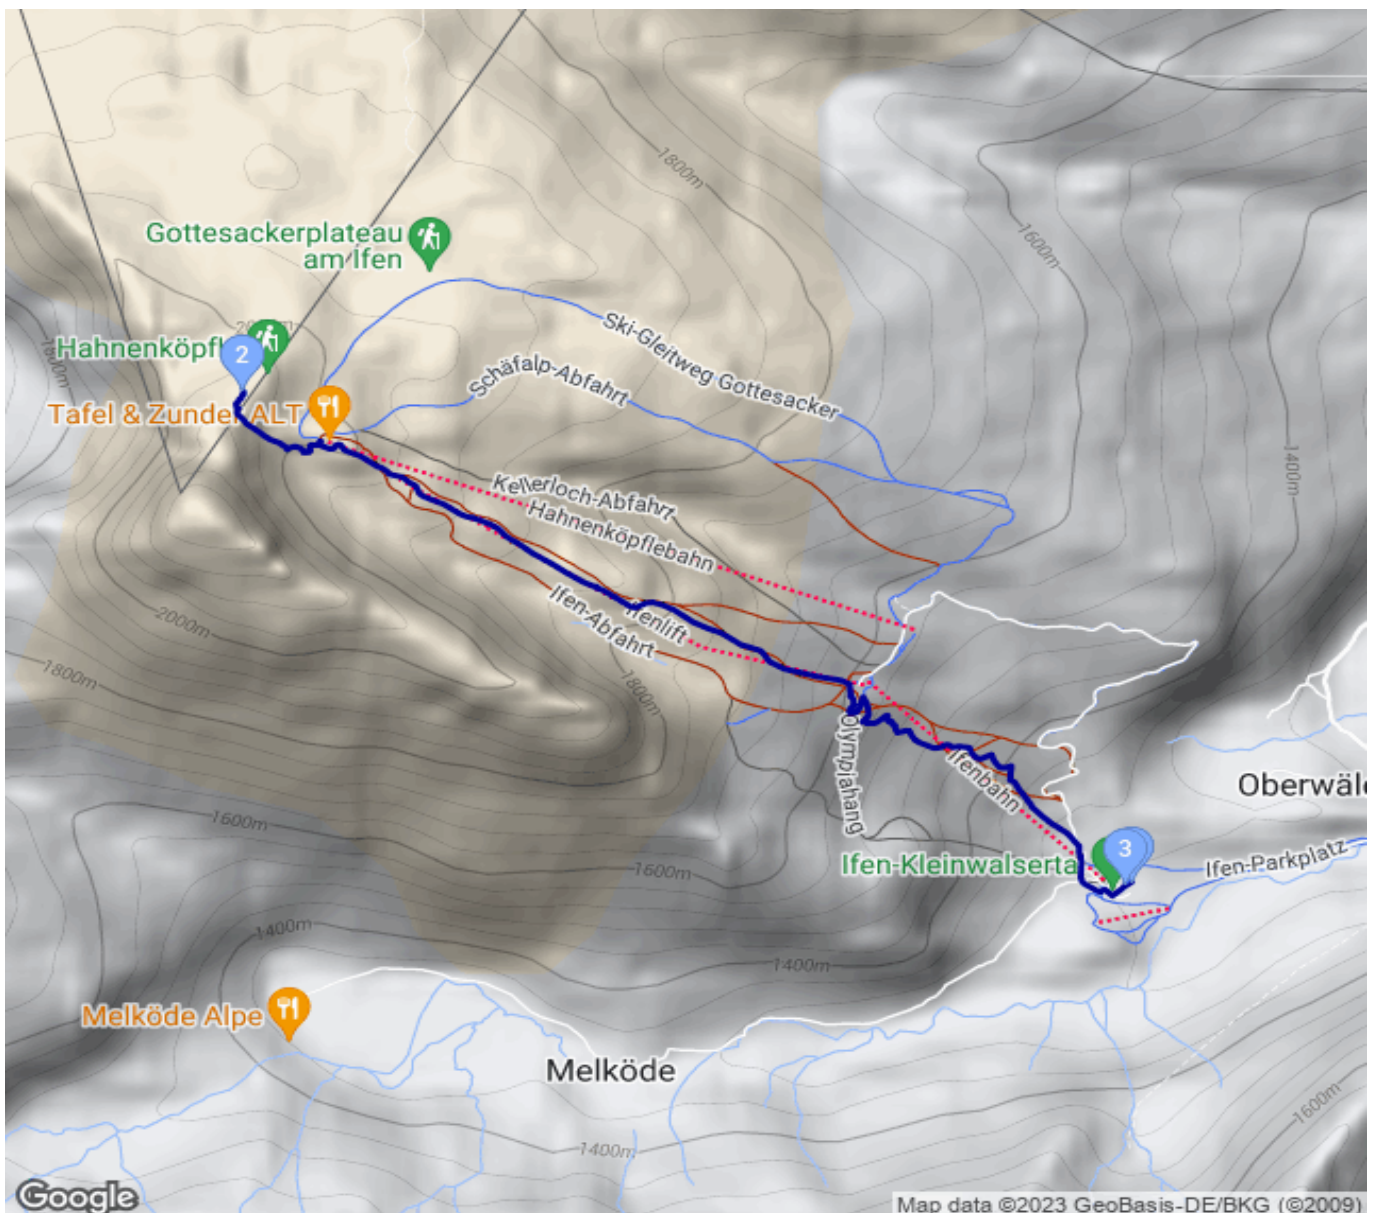 1800m
1600m
Gottesackerplateau
am Ifen
Ski-Gleitweg Gottesacker
Hahnenköpfl
2
1800m
Schäfalp-Abfahrt
Tafel & Zunder ALT
1400m
Kellerloch-Abfahrt
Hahnenköpflebahn
Ifen-Abfahrt
Ifenlift
2000m
1800m
1800m
Olympiahang
Ifenbahn
Oberwäl
1600m
3
Ifen-Kleinwalserta
Ifen-Parkplatz
1600m
1400m
1400m
Melköde Alpe
Melköde
1600m
1400m
Google
Map data ©2023 GeoBasis-DE/BKG (©2009)